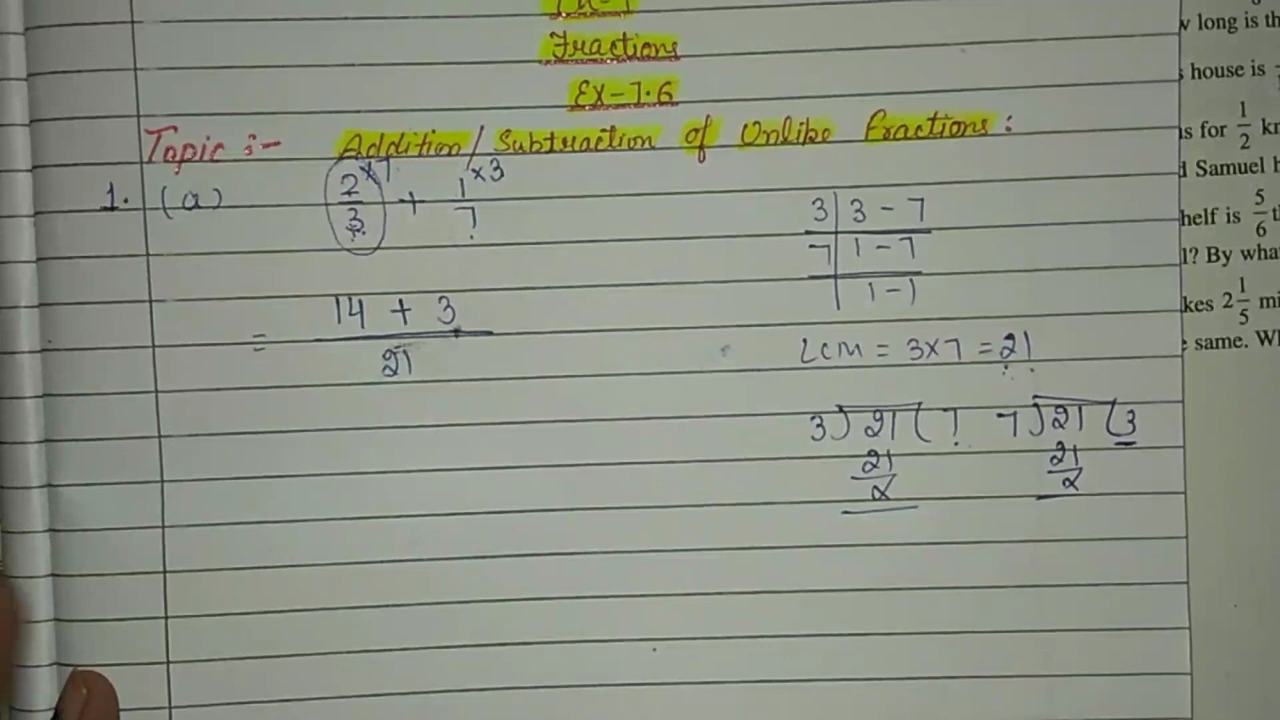 Fractions
Ex-7.6
Topic :- Addition/Subtraction of Unlike fractions :
1. (a) 2/3 ×7 + 1/7 ×3
= 14 + 3 / 21
3 | 3 - 7
7 | 1 - 7
| 1 - 1
LCM = 3×7 = 21
3) 21 ( 7
21
×
7) 21 ( 3
21
×
long is th
house is
s for 1/2 km
Samuel h
helf is 5/6 t
l? By wha
kes 2 1/5 mi
same. Wh